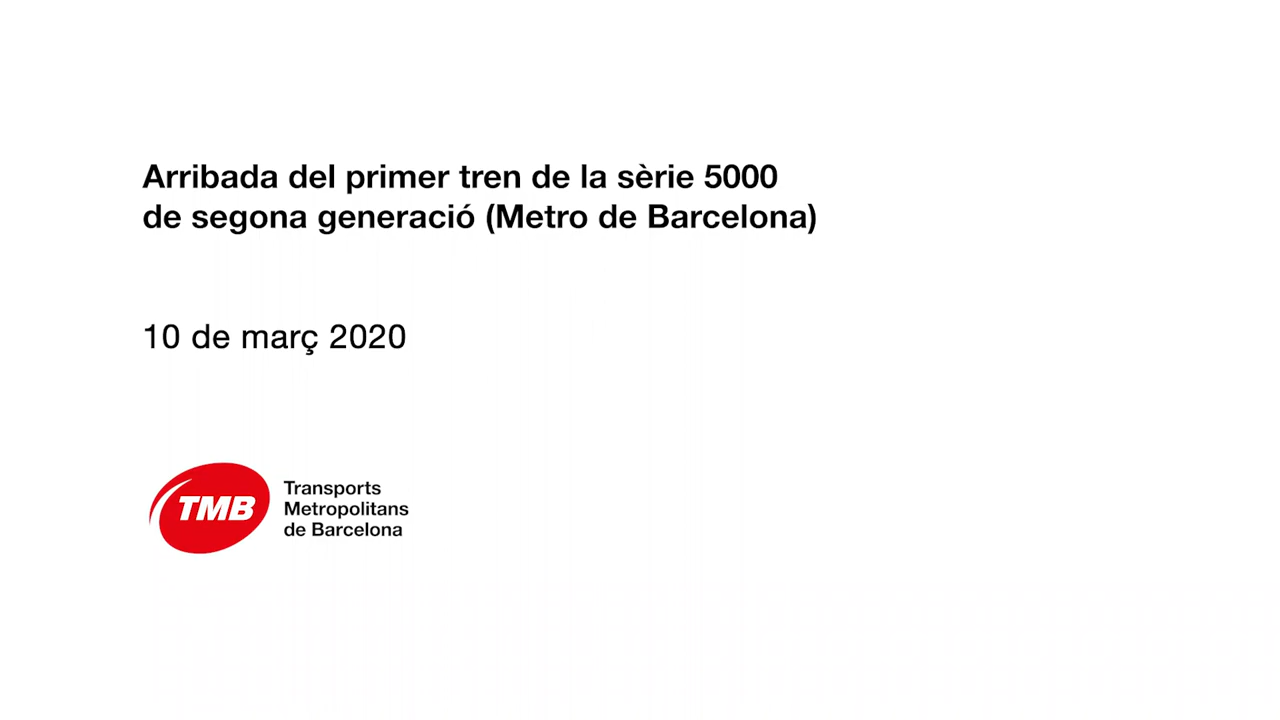 Arribada del primer tren de la sèrie 5000
de segona generació (Metro de Barcelona)
10 de març 2020
TMB
Transports
Metropolitans
de Barcelona